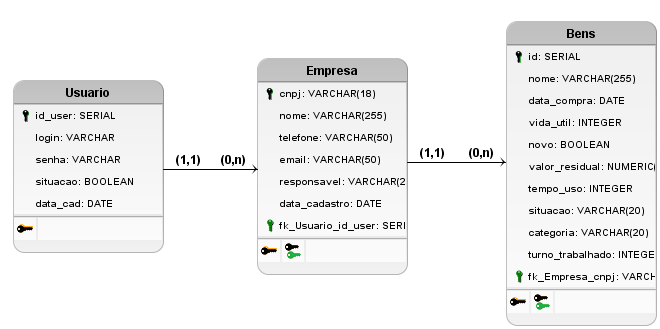 Usuario
id_user: SERIAL
login: VARCHAR
senha: VARCHAR
situacao: BOOLEAN
data_cad: DATE
(1,1)
(0,n)
Empresa
cnpj: VARCHAR(18)
nome: VARCHAR(255)
telefone: VARCHAR(50)
email: VARCHAR(50)
responsavel: VARCHAR(2
data_cadastro: DATE
fk_Usuario_id_user: SERI
(1,1)
(0,n)
Bens
id: SERIAL
nome: VARCHAR(255)
data_compra: DATE
vida_util: INTEGER
novo: BOOLEAN
valor_residual: NUMERIC(
tempo_uso: INTEGER
situacao: VARCHAR(20)
categoria: VARCHAR(20)
turno_trabalhado: INTEGE
fk_Empresa_cnpj: VARCH